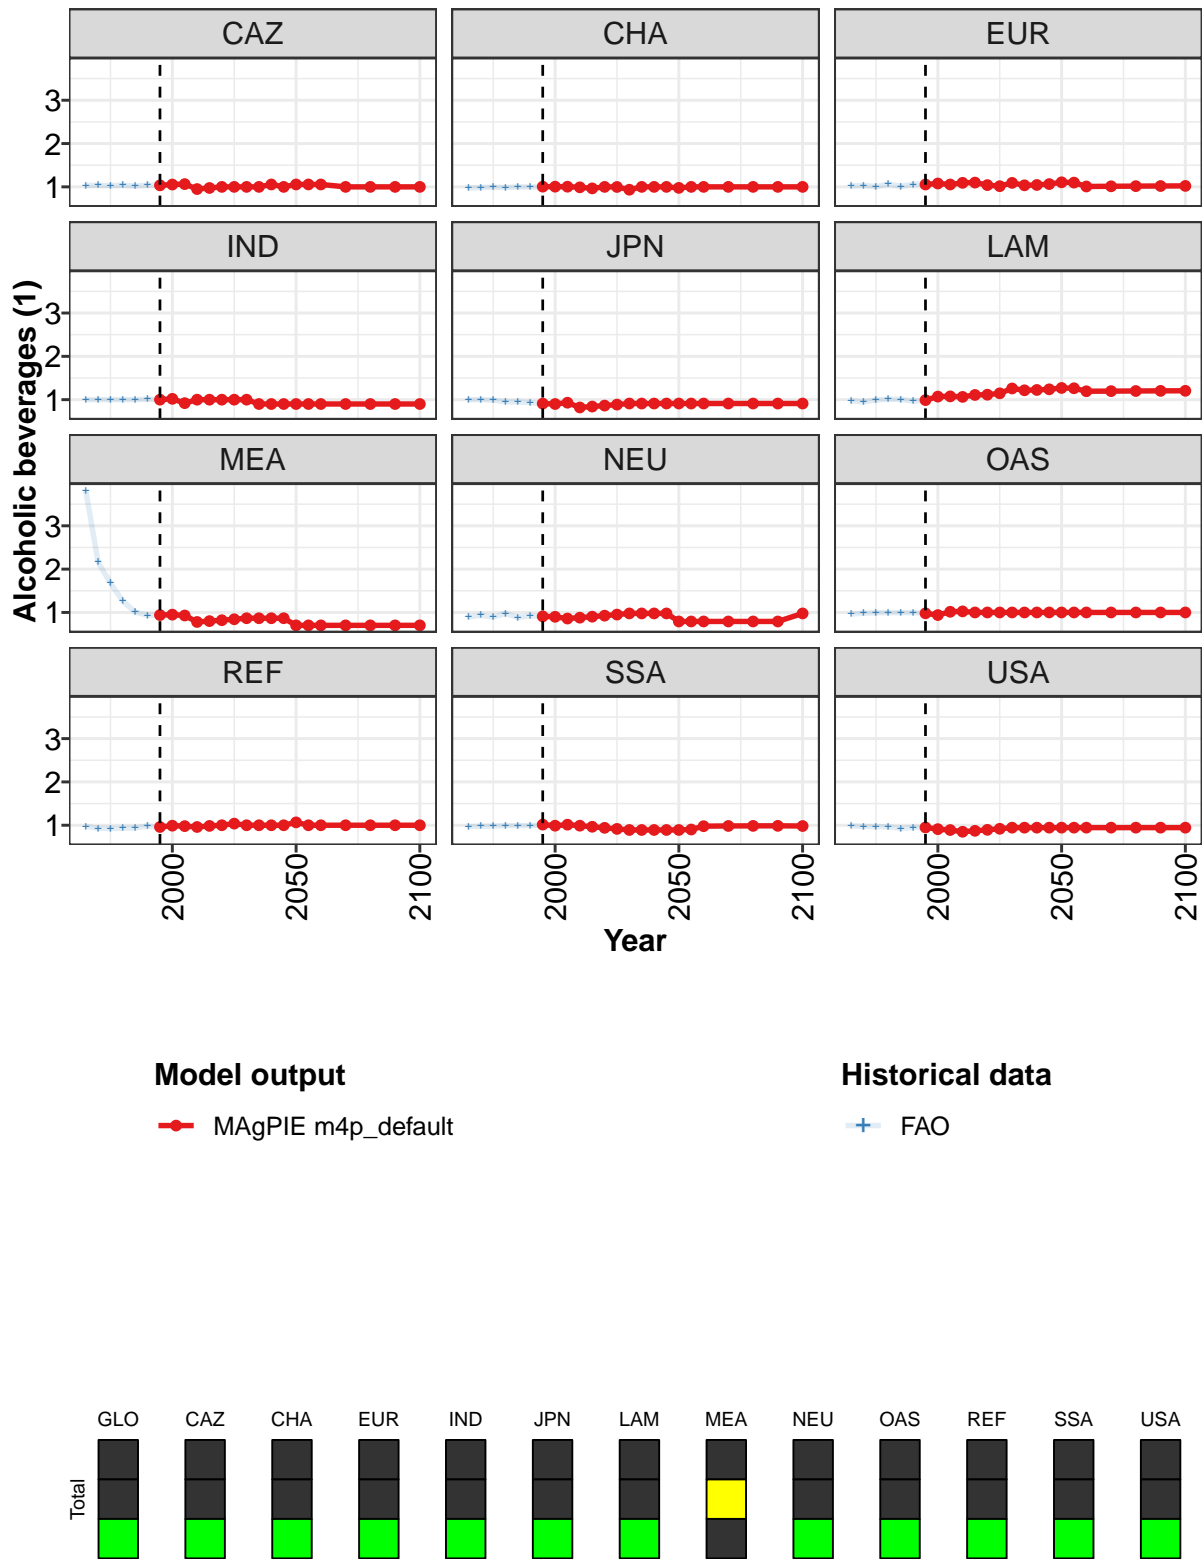 CAZ CHA EUR
3
2
1
IND JPN LAM
3
2
1
MEA NEU OAS
3
2
1
REF SSA USA
3
2
1
Alcoholic beverages (1)
2000 2050 2100 2000 2050 2100 2000 2050 2100
Year
Model output Historical data
MAgPIE m4p_default FAO
GLO CAZ CHA EUR IND JPN LAM MEA NEU OAS REF SSA USA
Total